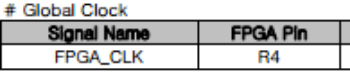 # Global Clock
Signal Name FPGA Pin
FPGA_CLK R4